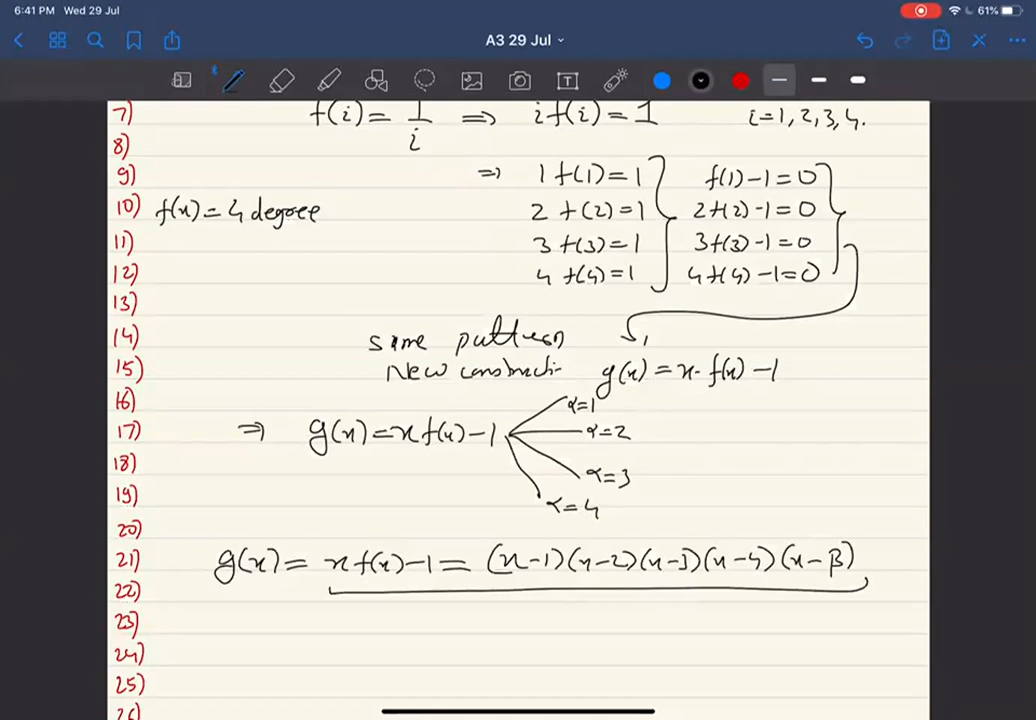 6:41 PM Wed 29 Jul
61%
A3 29 Jul
7) f(i) = 1/i ⇒ i f(i) = 1 i=1, 2, 3, 4.
8)
9) ⇒ 1 f(1) = 1 f(1) - 1 = 0
10) f(x) = 4 degree 2 f(2) = 1 2f(2) - 1 = 0
11) 3 f(3) = 1 3f(3) - 1 = 0
12) 4 f(4) = 1 4f(4) - 1 = 0
13)
14) same pattern
15) New constructi g(x) = x. f(x) - 1
16) α=1
17) ⇒ g(x) = x f(x) - 1 α=2
18) α=3
19) α=4
20)
21) g(x) = x f(x) - 1 = (x-1)(x-2)(x-3)(x-4)(x-β)
22)
23)
24)
25)
26)